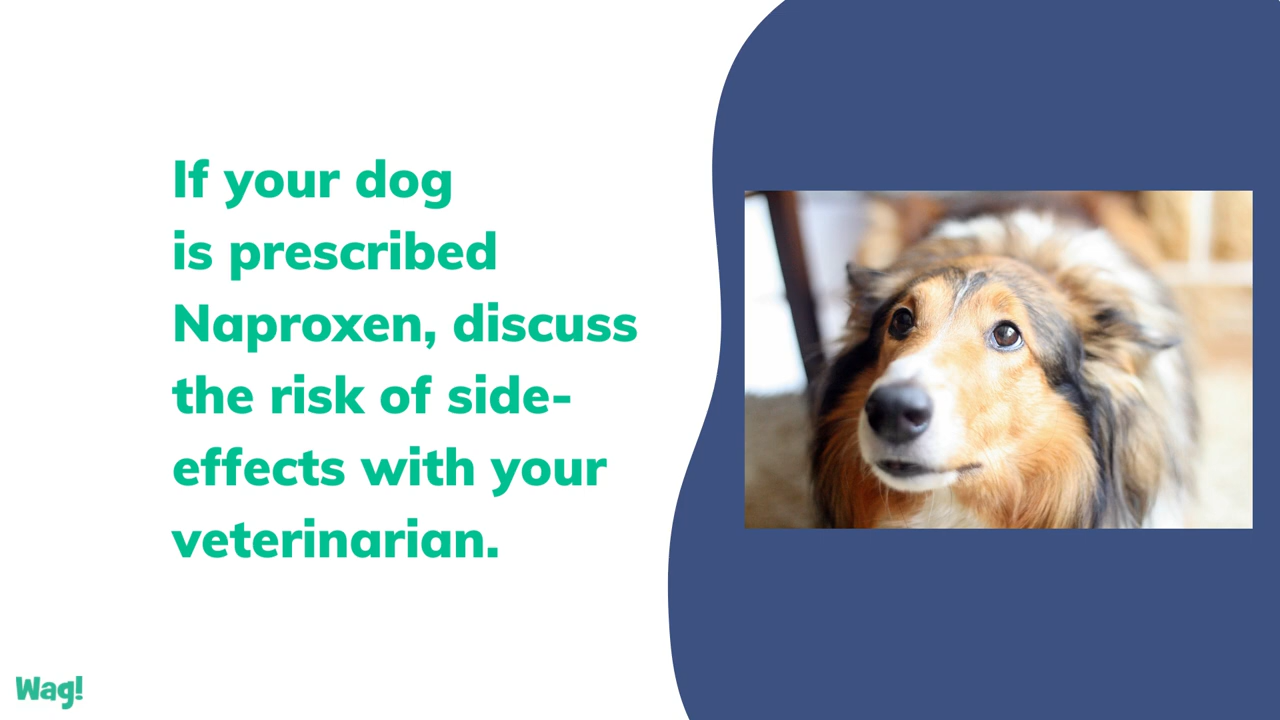 If your dog
is prescribed
Naproxen, discuss
the risk of side-
effects with your
veterinarian.
Wag!